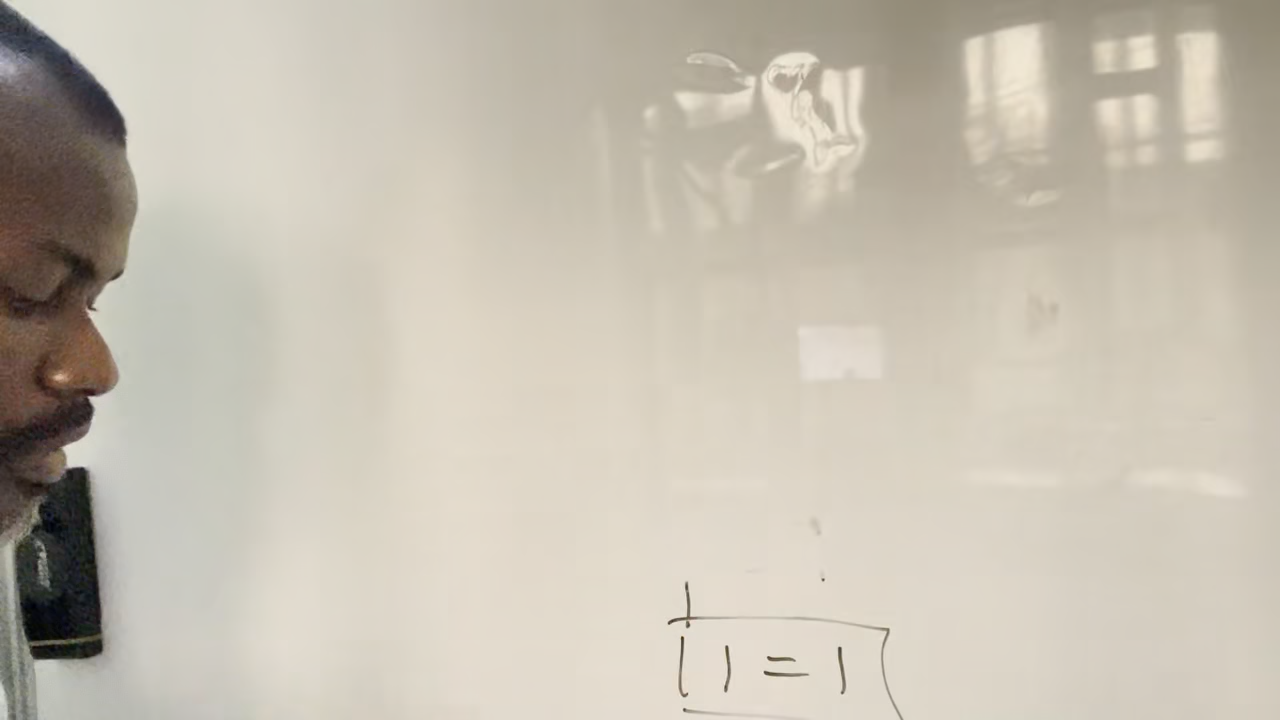 1 = 1